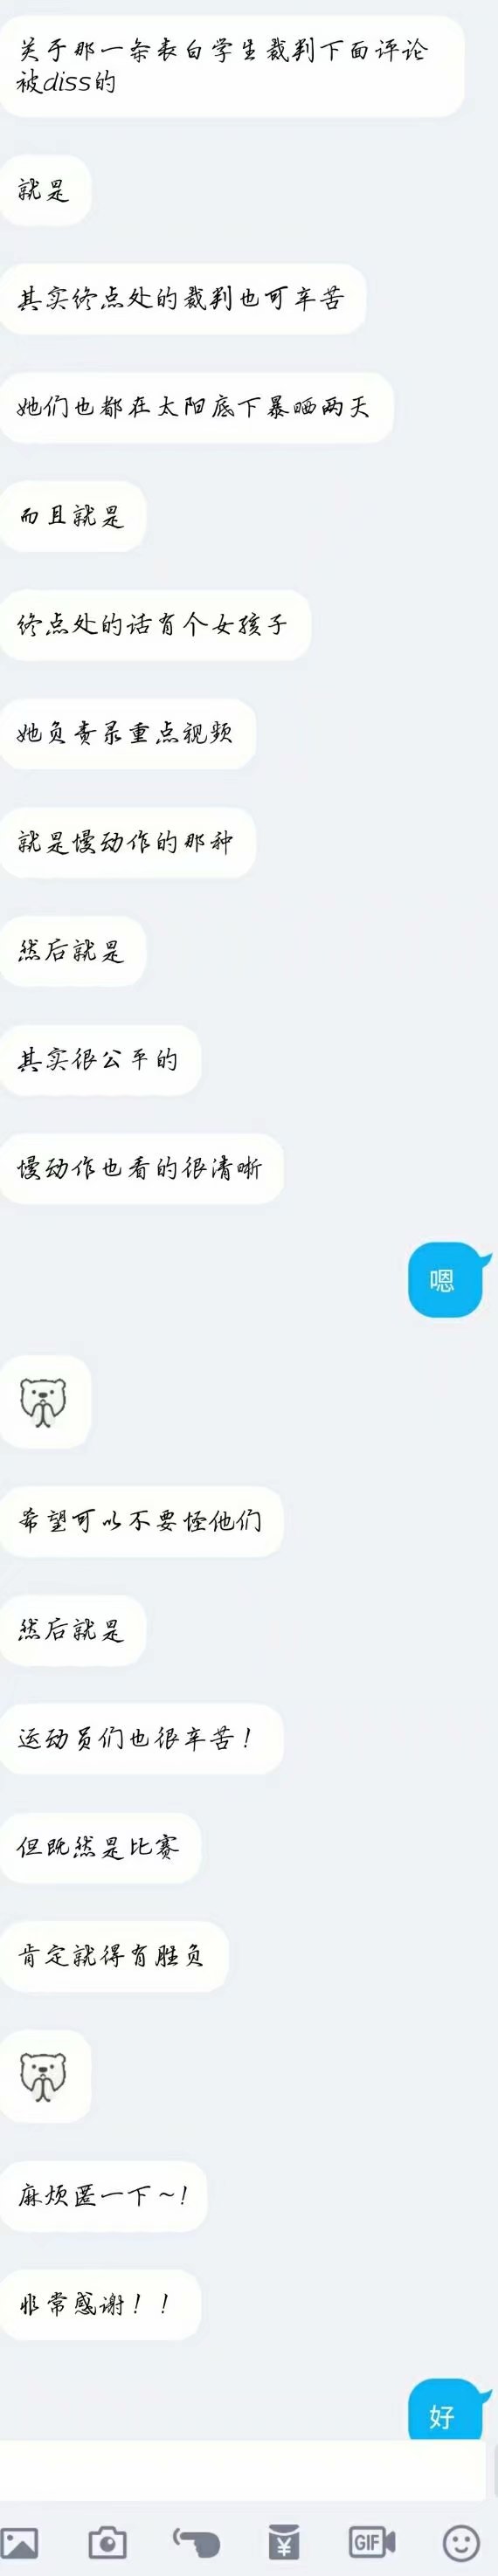 关于那一条表白学生裁判下面评论
被diss的
就是
其实终点处的裁判也可辛苦
她们也都在太阳底下暴晒两天
而且就是
终点处的话有个女孩子
她负责录重点视频
就是慢动作的那种
然后就是
其实很公平的
慢动作也看的很清晰
嗯
希望可以不要怪他们
然后就是
运动员们也很辛苦！
但既然是比赛
肯定就得有胜负
麻烦匿一下～！
非常感谢！！
好
GIF